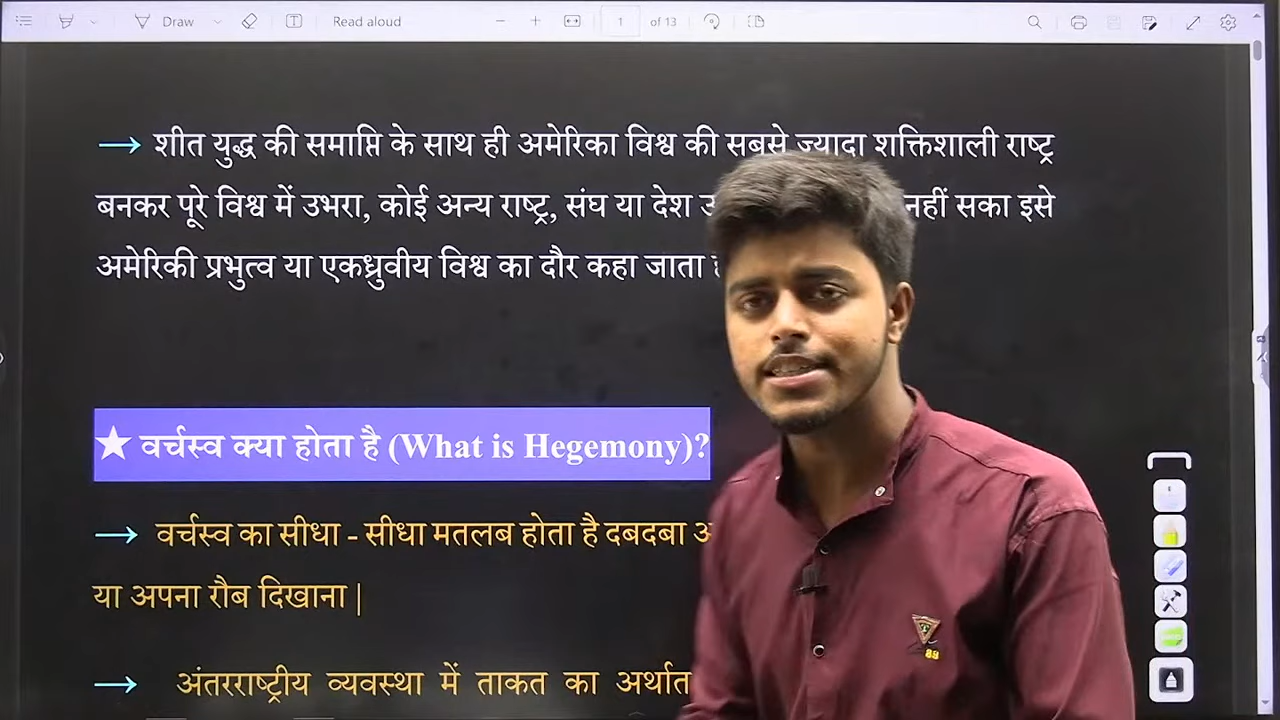 Draw
Read aloud
1 of 13
→ शीत युद्ध की समाप्ति के साथ ही अमेरिका विश्व की सबसे ज्यादा शक्तिशाली राष्ट्र
बनकर पूरे विश्व में उभरा, कोई अन्य राष्ट्र, संघ या देश नहीं सका इसे
अमेरिकी प्रभुत्व या एकध्रुवीय विश्व का दौर कहा जाता
★ वर्चस्व क्या होता है (What is Hegemony)?
→ वर्चस्व का सीधा - सीधा मतलब होता है दबदबा
या अपना रौब दिखाना |
→ अंतरराष्ट्रीय व्यवस्था में ताकत का अर्थात
89